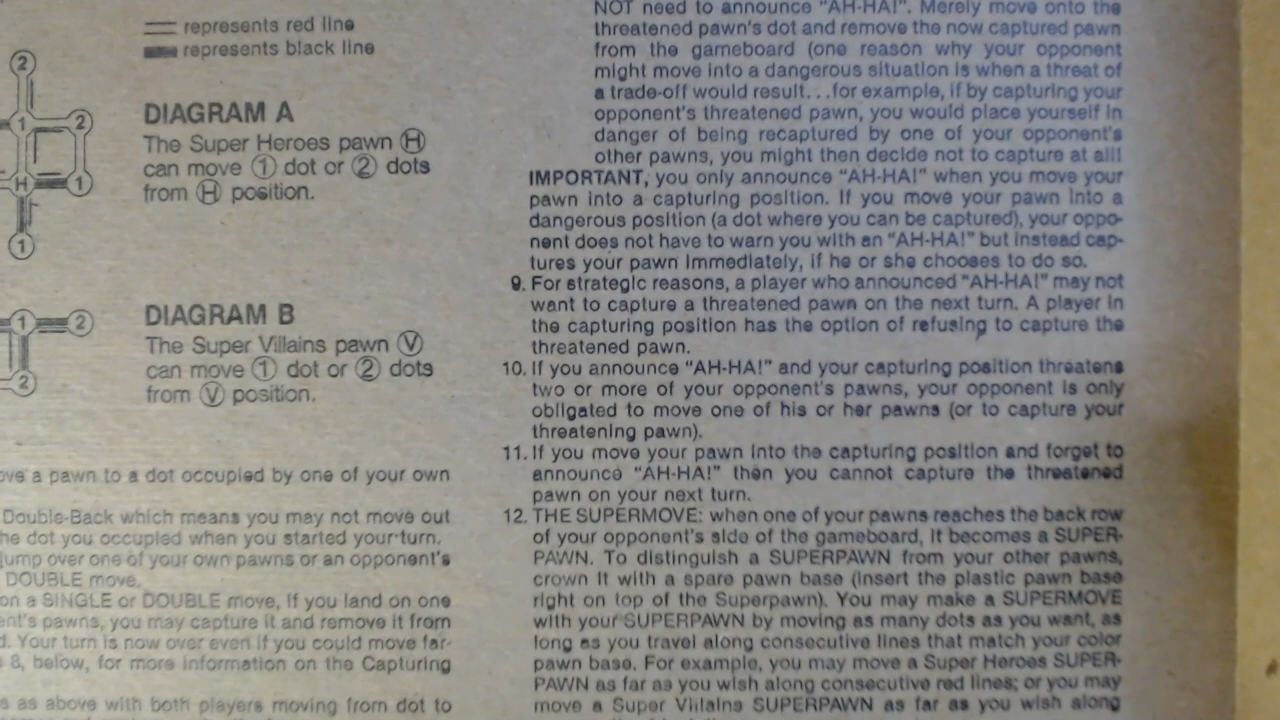 represents red line
represents black line
2
1
2
H
1
1
DIAGRAM A
The Super Heroes pawn Ⓗ
can move ① dot or ② dots
from Ⓗ position.
1
2
2
DIAGRAM B
The Super Villains pawn Ⓥ
can move ① dot or ② dots
from Ⓥ position.
a pawn to a dot occupied by one of your own
Double-Back which means you may not move out
dot you occupied when you started your turn.
jump over one of your own pawns or an opponent's
DOUBLE move.
on a SINGLE or DOUBLE move, if you land on one
pawns, you may capture it and remove it from
Your turn is now over even if you could move far-
8, below, for more information on the Capturing
as above with both players moving from dot to
NOT need to announce "AH-HA!". Merely move onto the
threatened pawn's dot and remove the now captured pawn
from the gameboard (one reason why your opponent
might move into a dangerous situation is when a threat of
a trade-off would result...for example, if by capturing your
opponent's threatened pawn, you would place yourself in
danger of being recaptured by one of your opponent's
other pawns, you might then decide not to capture at all!
IMPORTANT, you only announce "AH-HA!" when you move your
pawn into a capturing position. If you move your pawn into a
dangerous position (a dot where you can be captured), your oppo-
nent does not have to warn you with an "AH-HA!" but instead cap-
tures your pawn immediately, if he or she chooses to do so.
9. For strategic reasons, a player who announced "AH-HA!" may not
want to capture a threatened pawn on the next turn. A player in
the capturing position has the option of refusing to capture the
threatened pawn.
10. If you announce "AH-HA!" and your capturing position threatens
two or more of your opponent's pawns, your opponent is only
obligated to move one of his or her pawns (or to capture your
threatening pawn).
11. If you move your pawn into the capturing position and forget to
announce "AH-HA!" then you cannot capture the threatened
pawn on your next turn.
12. THE SUPERMOVE: when one of your pawns reaches the back row
of your opponent's side of the gameboard, it becomes a SUPER-
PAWN. To distinguish a SUPERPAWN from your other pawns,
crown it with a spare pawn base (insert the plastic pawn base
right on top of the Superpawn). You may make a SUPERMOVE
with your SUPERPAWN by moving as many dots as you want, as
long as you travel along consecutive lines that match your color
pawn base. For example, you may move a Super Heroes SUPER-
PAWN as far as you wish along consecutive red lines; or you may
move a Super Villains SUPERPAWN as far as you wish along